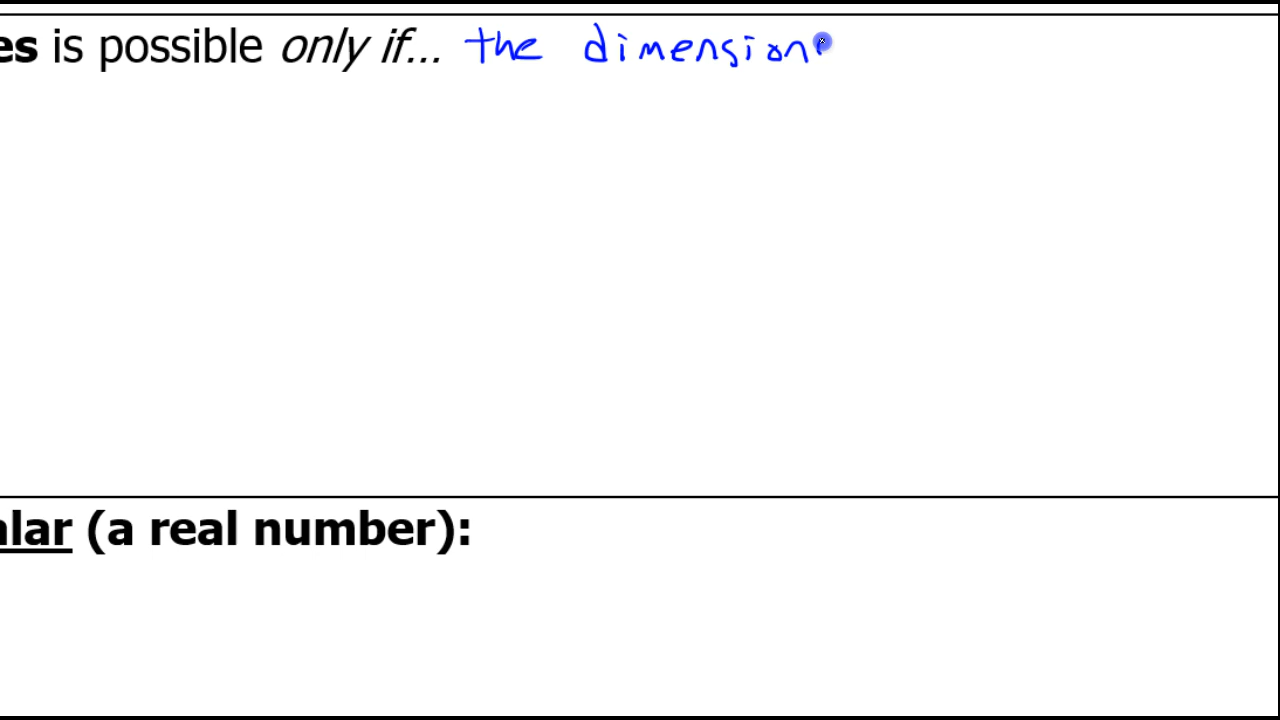 es is possible only if... the dimension
lar (a real number):